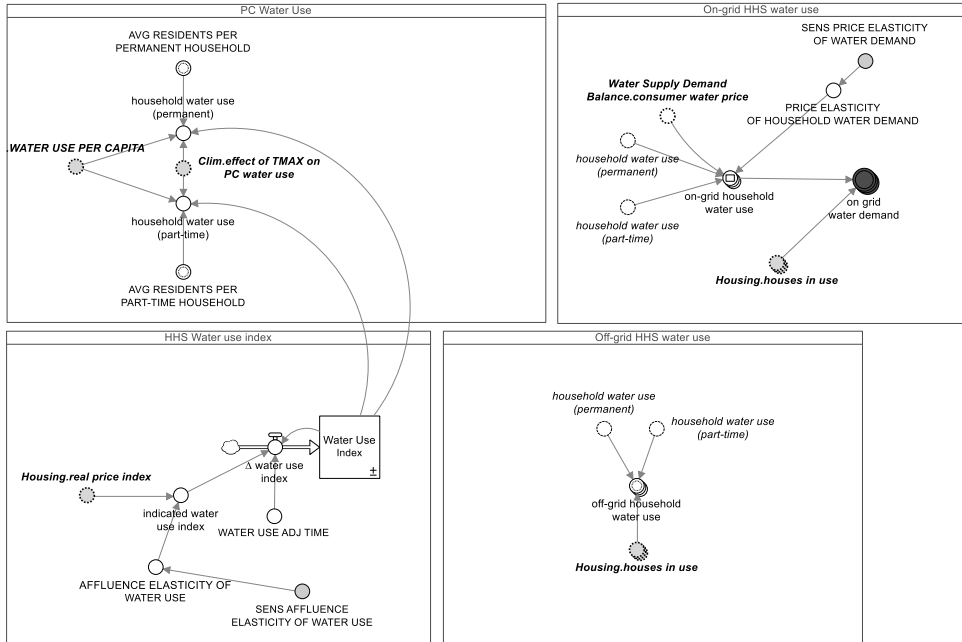 PC Water Use
AVG RESIDENTS PER
PERMANENT HOUSEHOLD
household water use
(permanent)
.WATER USE PER CAPITA
Clim.effect of TMAX on
PC water use
household water use
(part-time)
AVG RESIDENTS PER
PART-TIME HOUSEHOLD
On-grid HHS water use
SENS PRICE ELASTICITY
OF WATER DEMAND
Water Supply Demand
Balance.consumer water price
PRICE ELASTICITY
OF HOUSEHOLD WATER DEMAND
household water use
(permanent)
on-grid household
water use
on grid
water demand
household water use
(part-time)
Housing.houses in use
HHS Water use index
Water Use
Index
±
Δ water use
index
Housing.real price index
indicated water
use index
WATER USE ADJ TIME
AFFLUENCE ELASTICITY OF
WATER USE
SENS AFFLUENCE
ELASTICITY OF WATER USE
Off-grid HHS water use
household water use
(permanent)
household water use
(part-time)
off-grid household
water use
Housing.houses in use